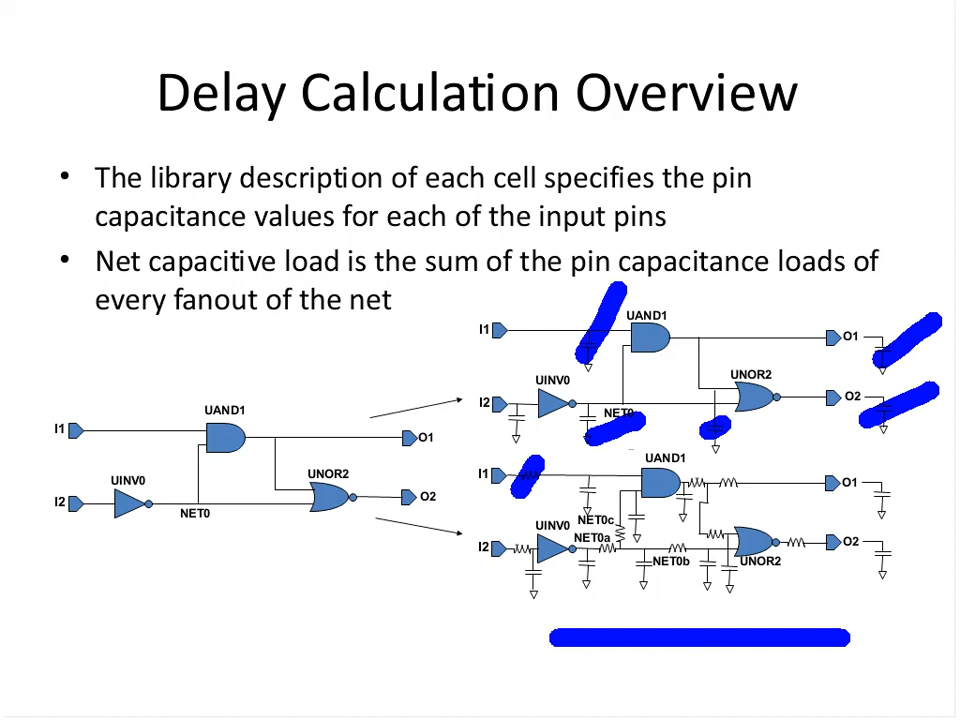 Delay Calculation Overview
• The library description of each cell specifies the pin
capacitance values for each of the input pins
• Net capacitive load is the sum of the pin capacitance loads of
every fanout of the net
UAND1
I1
O1
UNOR2
UINV0
I2
O2
NET0
UAND1
I1
O1
UINV0
UNOR2
I2
O2
NET0
UAND1
I1
O1
NET0c
UINV0
NET0a
I2
O2
NET0b
UNOR2